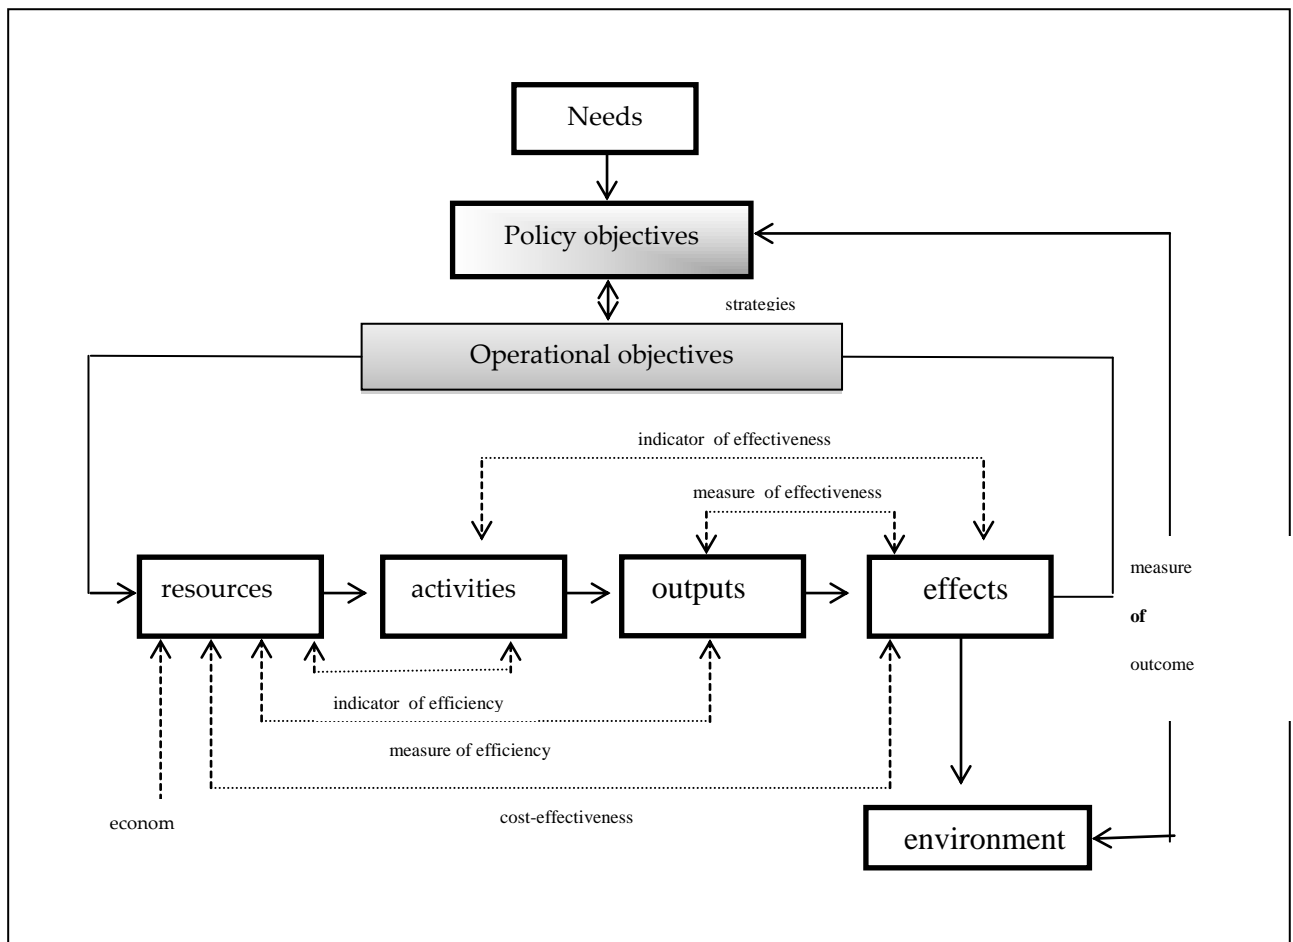 Needs
Policy objectives
strategies
Operational objectives
indicator of effectiveness
measure of effectiveness
resources
activities
outputs
effects
measure
of
outcome
indicator of efficiency
measure of efficiency
cost-effectiveness
econom
environment